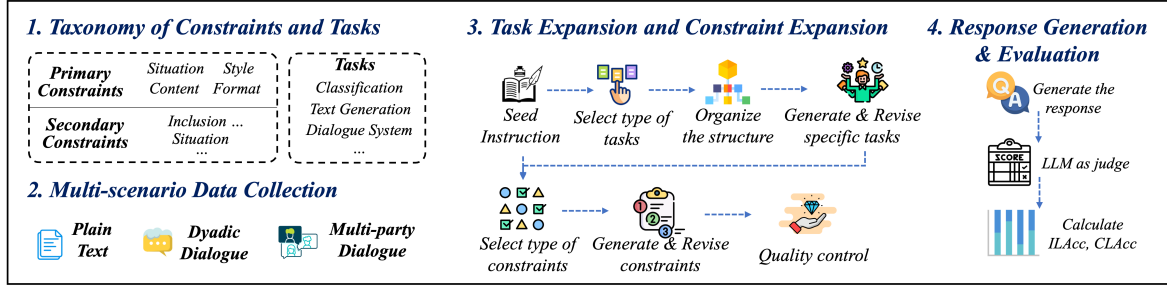 1. Taxonomy of Constraints and Tasks
Primary
Constraints
Situation Style
Content Format
Secondary
Constraints
Inclusion ...
Situation
...
Tasks
Classification
Text Generation
Dialogue System
...
2. Multi-scenario Data Collection
Plain
Text
Dyadic
Dialogue
Multi-party
Dialogue
3. Task Expansion and Constraint Expansion
Seed
Instruction
Select type of
tasks
Organize
the structure
Generate & Revise
specific tasks
Select type of
constraints
1
2
3
Generate & Revise
constraints
Quality control
4. Response Generation
& Evaluation
Q
A
Generate the
response
SCORE
LLM as judge
Calculate
ILAcc, CLAcc